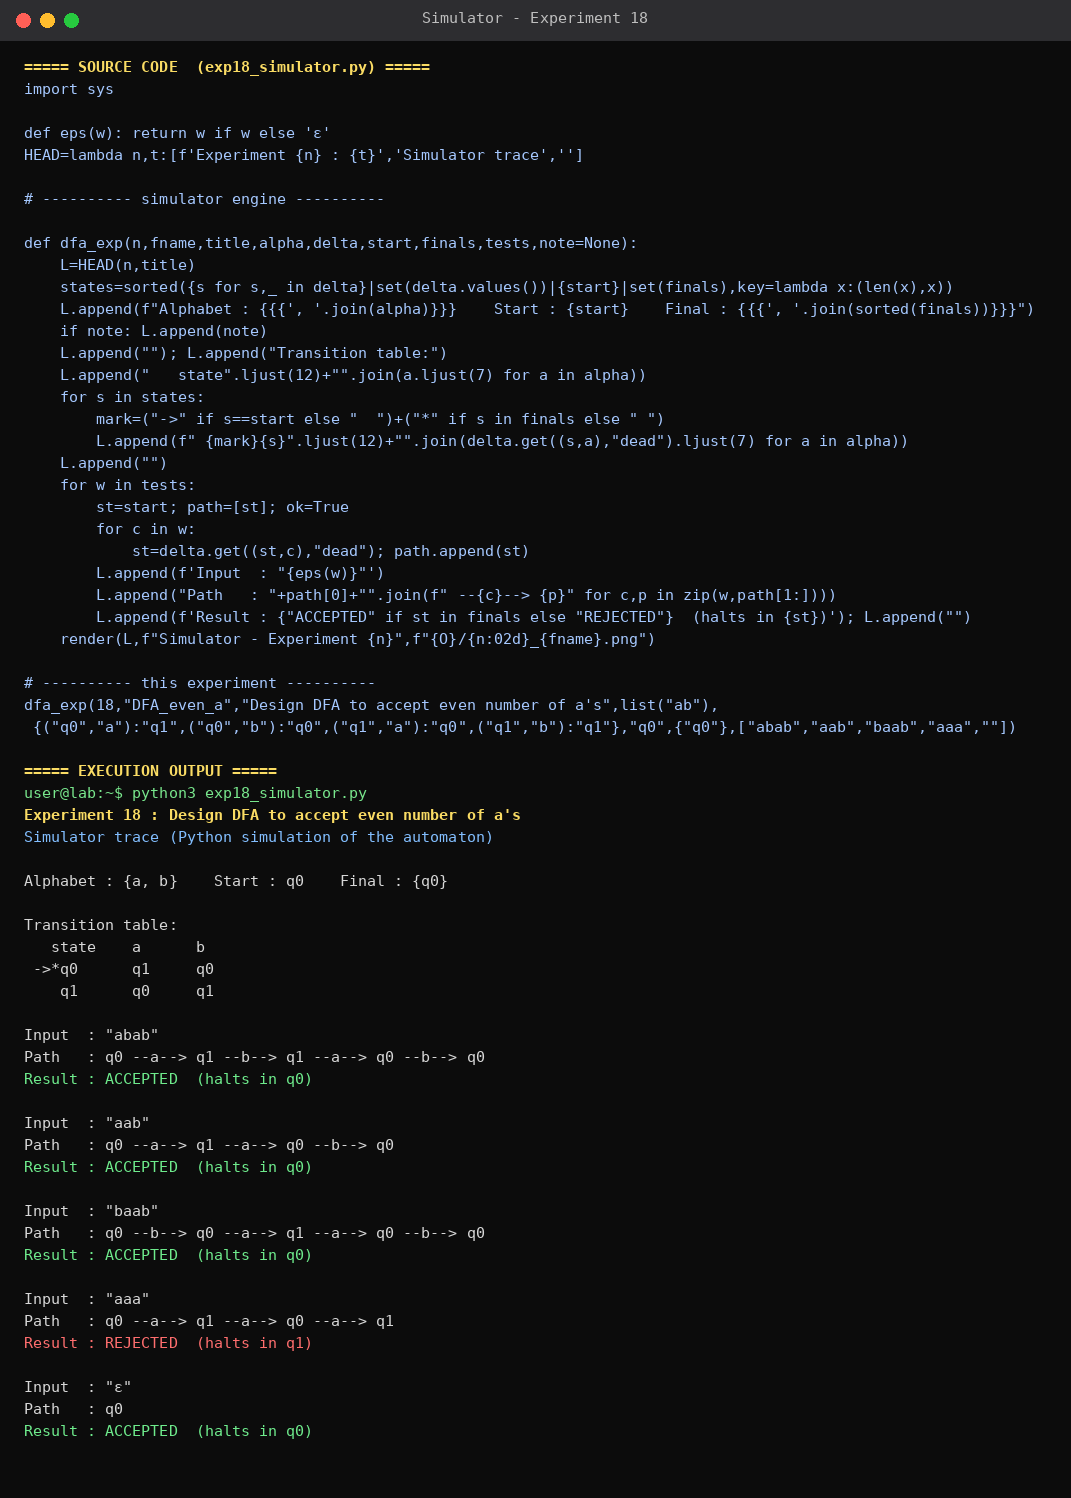 Simulator - Experiment 18
===== SOURCE CODE  (exp18_simulator.py) =====
import sys

def eps(w): return w if w else 'ε'
HEAD=lambda n,t:[f'Experiment {n} : {t}','Simulator trace','']

# ---------- simulator engine ----------

def dfa_exp(n,fname,title,alpha,delta,start,finals,tests,note=None):
    L=HEAD(n,title)
    states=sorted({s for s,_ in delta}|set(delta.values())|{start}|set(finals),key=lambda x:(len(x),x))
    L.append(f"Alphabet : {{{', '.join(alpha)}}}    Start : {start}    Final : {{{', '.join(sorted(finals))}}}")
    if note: L.append(note)
    L.append(""); L.append("Transition table:")
    L.append("   state".ljust(12)+"".join(a.ljust(7) for a in alpha))
    for s in states:
        mark=("->" if s==start else "  ")+("*" if s in finals else " ")
        L.append(f" {mark}{s}".ljust(12)+"".join(delta.get((s,a),"dead").ljust(7) for a in alpha))
    L.append("")
    for w in tests:
        st=start; path=[st]; ok=True
        for c in w:
            st=delta.get((st,c),"dead"); path.append(st)
        L.append(f'Input  : "{eps(w)}"')
        L.append("Path   : "+path[0]+"".join(f" --{c}--> {p}" for c,p in zip(w,path[1:])))
        L.append(f'Result : {"ACCEPTED" if st in finals else "REJECTED"}  (halts in {st})'); L.append("")
    render(L,f"Simulator - Experiment {n}",f"{O}/{n:02d}_{fname}.png")

# ---------- this experiment ----------
dfa_exp(18,"DFA_even_a","Design DFA to accept even number of a's",list("ab"),
 {("q0","a"):"q1",("q0","b"):"q0",("q1","a"):"q0",("q1","b"):"q1"},"q0",{"q0"},["abab","aab","baab","aaa",""])

===== EXECUTION OUTPUT =====
user@lab:~$ python3 exp18_simulator.py
Experiment 18 : Design DFA to accept even number of a's
Simulator trace (Python simulation of the automaton)

Alphabet : {a, b}    Start : q0    Final : {q0}

Transition table:
   state    a      b
 ->*q0      q1     q0
    q1      q0     q1

Input  : "abab"
Path   : q0 --a--> q1 --b--> q1 --a--> q0 --b--> q0
Result : ACCEPTED  (halts in q0)

Input  : "aab"
Path   : q0 --a--> q1 --a--> q0 --b--> q0
Result : ACCEPTED  (halts in q0)

Input  : "baab"
Path   : q0 --b--> q0 --a--> q1 --a--> q0 --b--> q0
Result : ACCEPTED  (halts in q0)

Input  : "aaa"
Path   : q0 --a--> q1 --a--> q0 --a--> q1
Result : REJECTED  (halts in q1)

Input  : "ε"
Path   : q0
Result : ACCEPTED  (halts in q0)